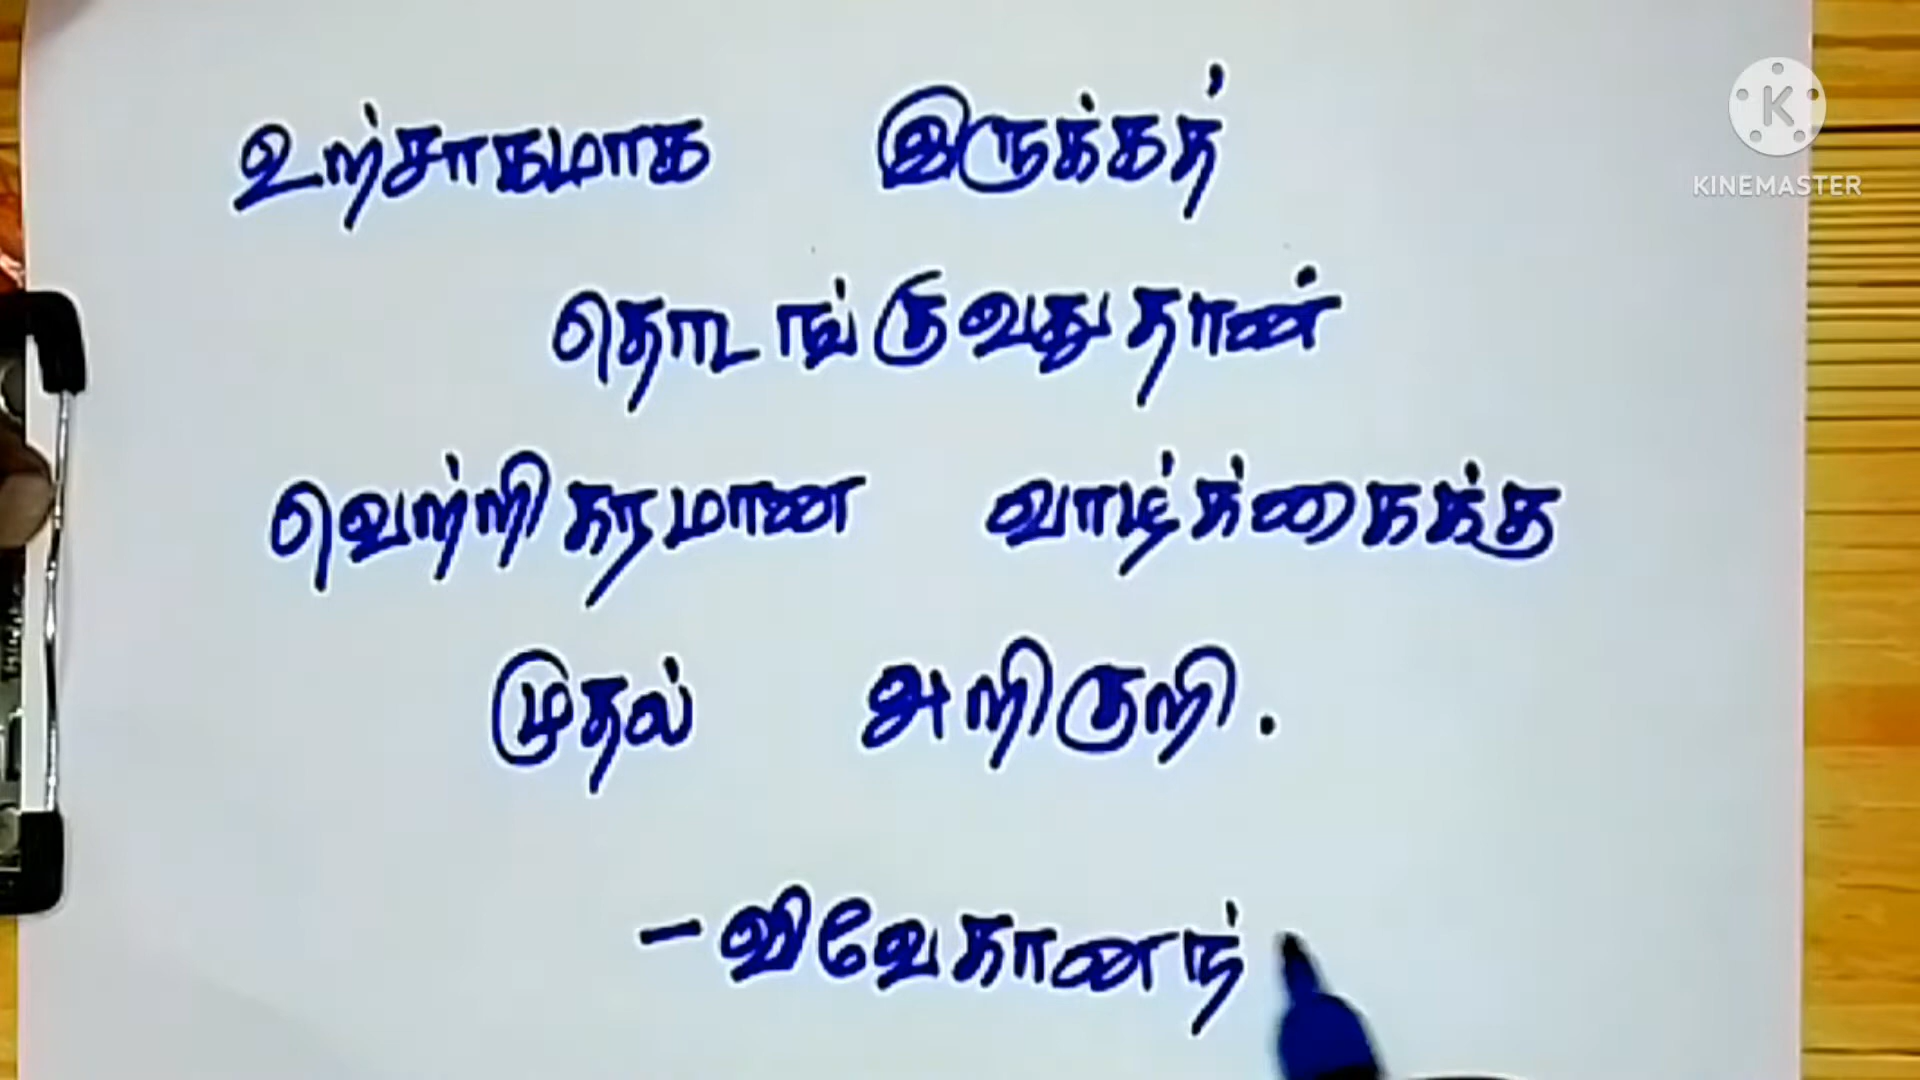 உற்சாகமாக இருக்கத்
தொடங்குவதுதான்
வெற்றிகரமான வாழ்க்கைக்கு
முதல் அறிகுறி.
- விவேகானந்
KINEMASTER